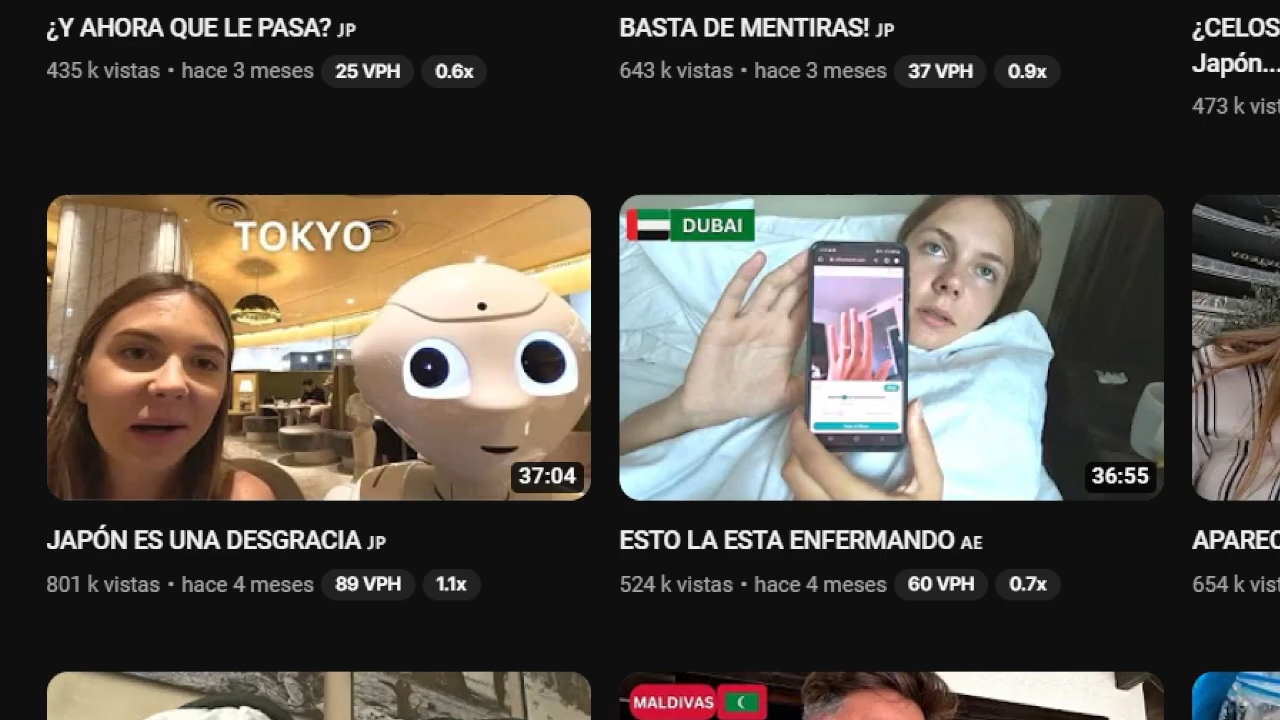 ¿Y AHORA QUE LE PASA? JP
435 k vistas • hace 3 meses 25 VPH 0.6x
BASTA DE MENTIRAS! JP
643 k vistas • hace 3 meses 37 VPH 0.9x
¿CELOS
Japón...
473 k vist
TOKYO
37:04
JAPÓN ES UNA DESGRACIA JP
801 k vistas • hace 4 meses 89 VPH 1.1x
DUBAI
36:55
ESTO LA ESTA ENFERMANDO AE
524 k vistas • hace 4 meses 60 VPH 0.7x
APAREC
654 k vist
MALDIVAS